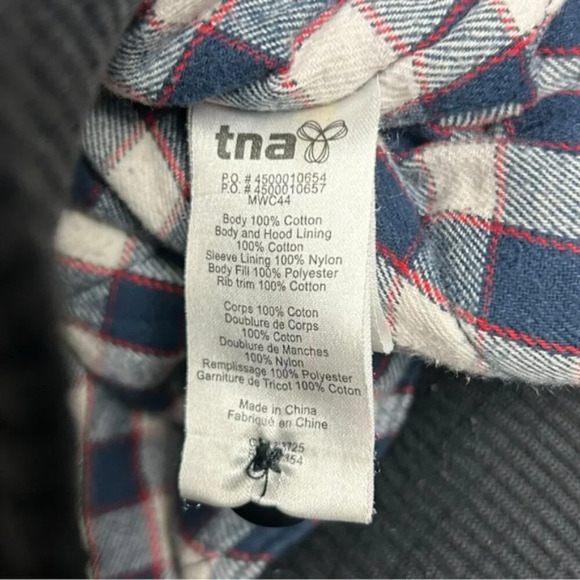 tna
P.O. # 4500010654
P.O. # 4500010657
MWC44
Body 100% Cotton
Body and Hood Lining
100% Cotton
Sleeve Lining 100% Nylon
Body Fill 100% Polyester
Rib trim 100% Cotton
Corps 100% Coton
Doublure de Corps
100% Coton
Doublure de Manches
100% Nylon
Remplissage 100% Polyester
Garniture de Tricot 100% Coton
Made in China
Fabriqué en Chine